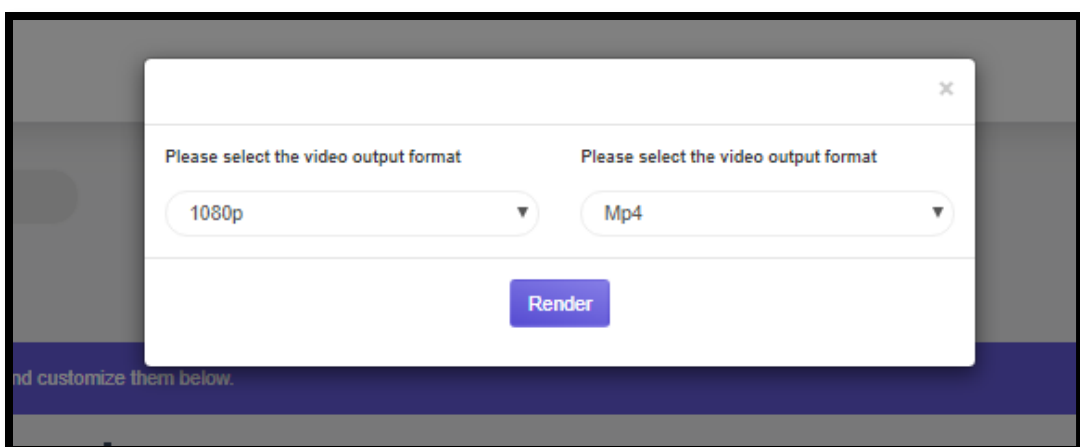 ×
Please select the video output format
Please select the video output format
1080p
Mp4
Render
nd customize them below.